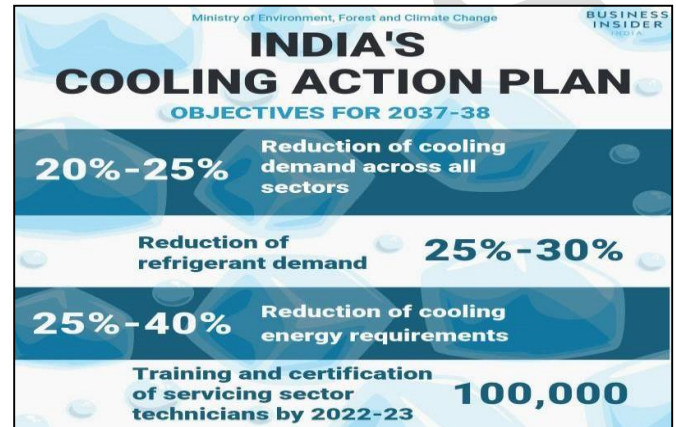 Ministry of Environment, Forest and Climate Change
BUSINESS
INSIDER
INDIA
INDIA'S
COOLING ACTION PLAN
OBJECTIVES FOR 2037-38
20%-25%
Reduction of cooling
demand across all
sectors
Reduction of
refrigerant demand
25%-30%
25%-40%
Reduction of cooling
energy requirements
Training and certification
of servicing sector
technicians by 2022-23
100,000